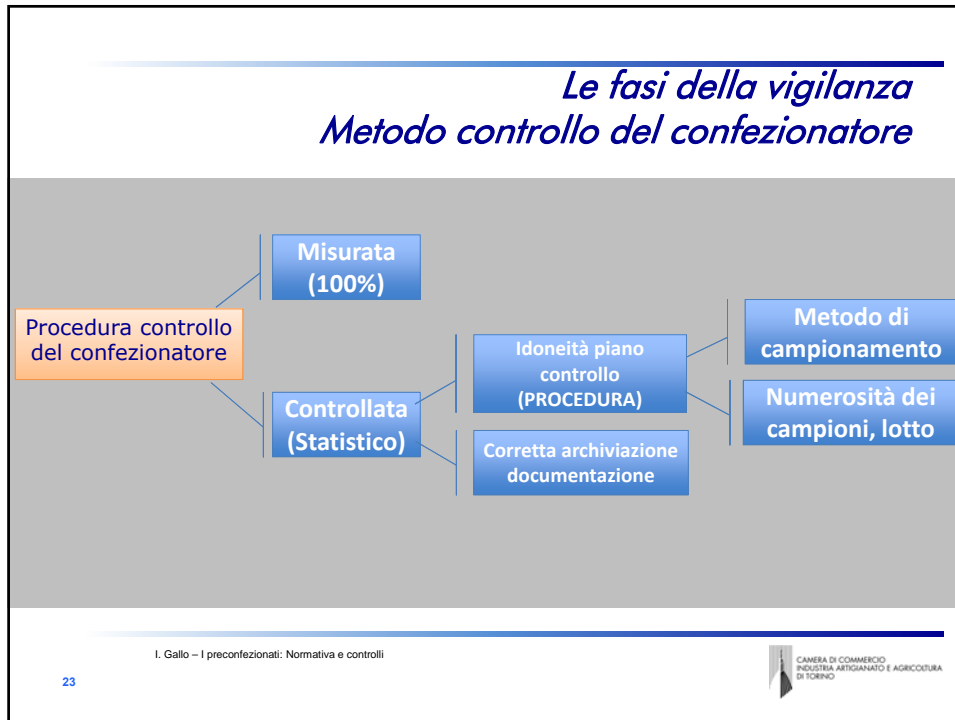 Le fasi della vigilanza
Metodo controllo del confezionatore
Misurata
(100%)
Procedura controllo
del confezionatore
Controllata
(Statistico)
Idoneità piano
controllo
(PROCEDURA)
Corretta archiviazione
documentazione
Metodo di
campionamento
Numerosità dei
campioni, lotto
I. Gallo – I preconfezionati: Normativa e controlli
23
CAMERA DI COMMERCIO
INDUSTRIA ARTIGIANATO E AGRICOLTURA
DI TORINO